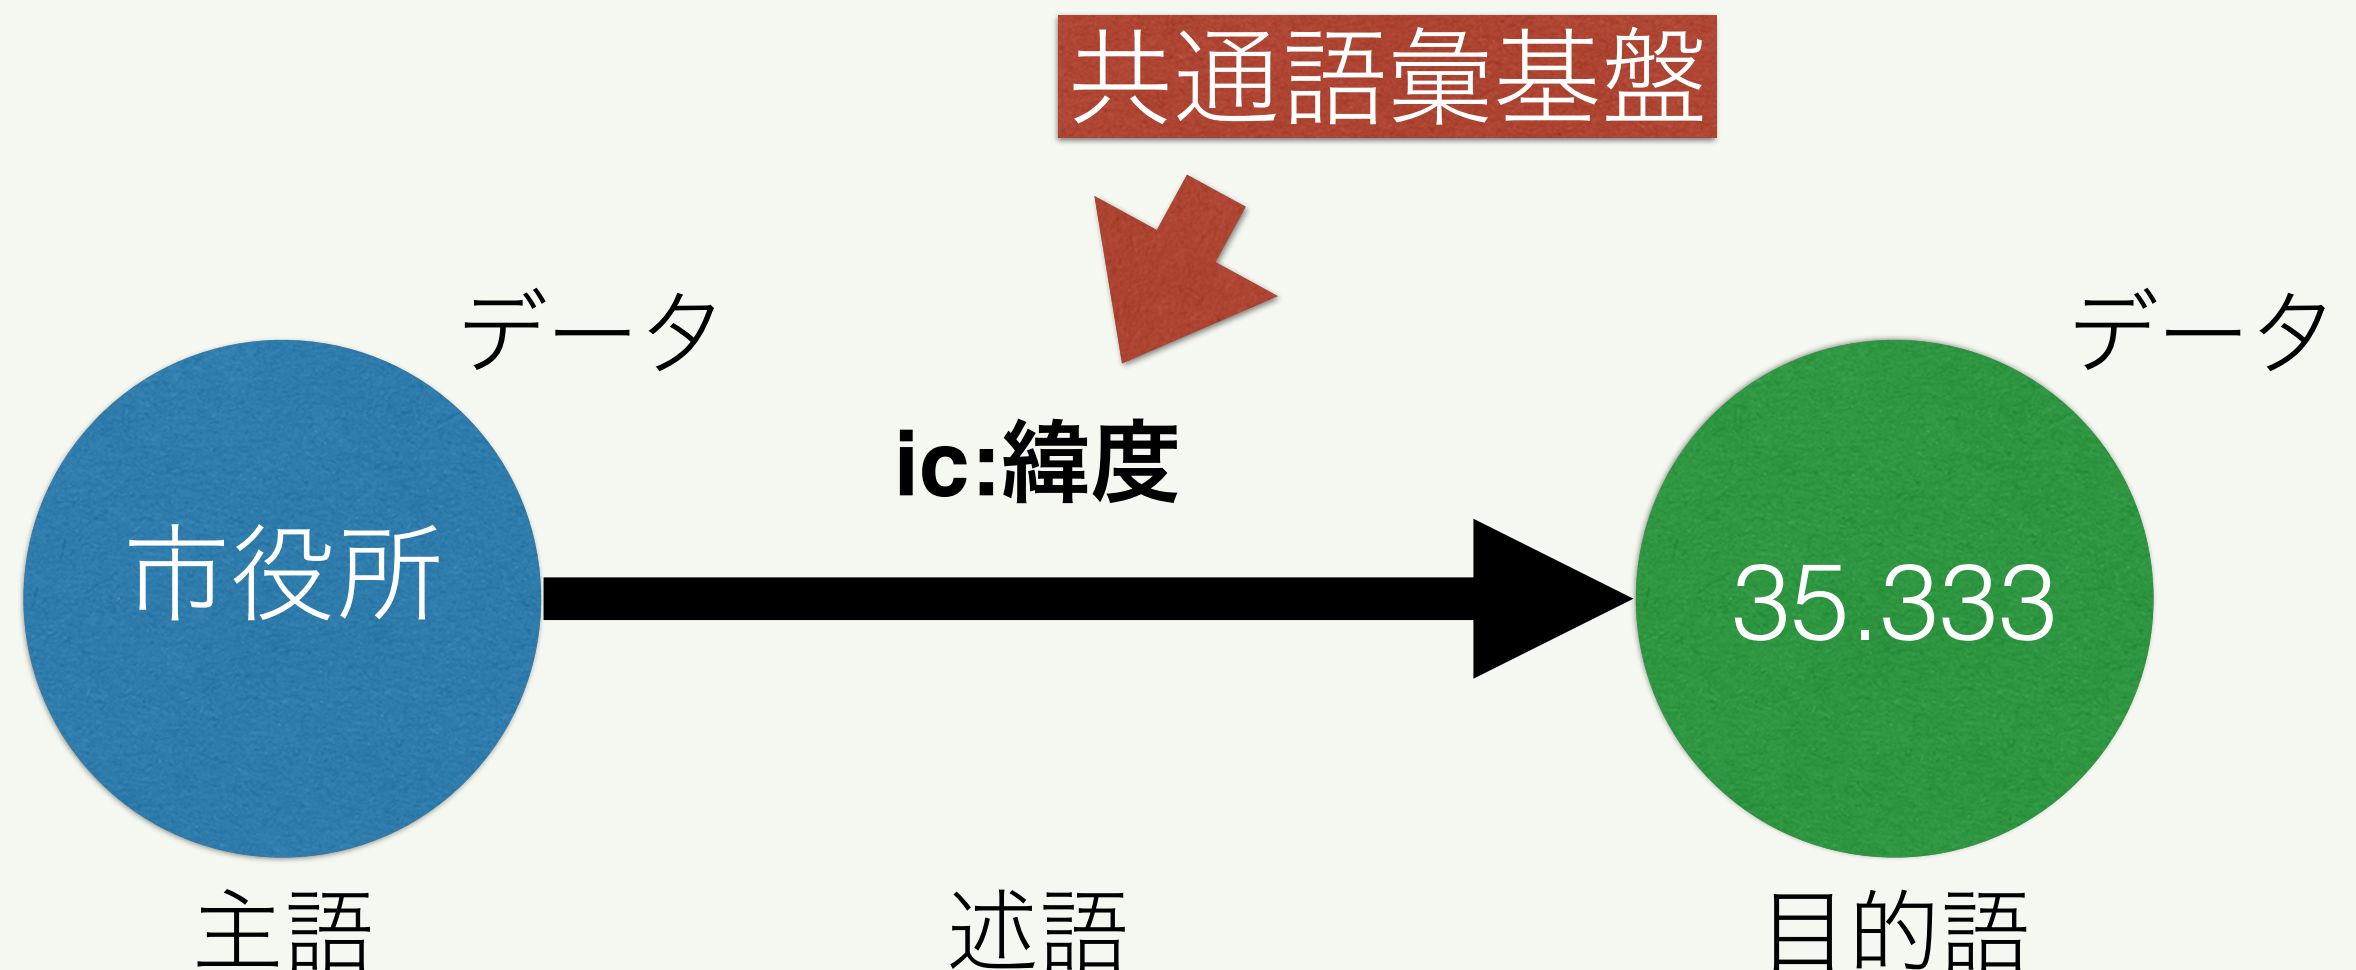 共通語彙基盤
データ
データ
ic:緯度
市役所
35.333
主語
述語
目的語